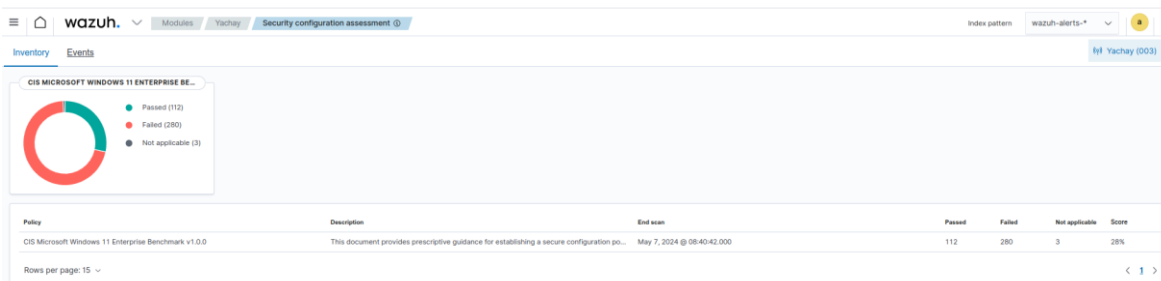 wazuh. Modules Yachay Security configuration assessment Index pattern wazuh-alerts-* a
Inventory Events Yachay (003)
CIS MICROSOFT WINDOWS 11 ENTERPRISE BE...
Passed (112)
Failed (280)
Not applicable (3)
Policy Description End scan Passed Failed Not applicable Score
CIS Microsoft Windows 11 Enterprise Benchmark v1.0.0 This document provides prescriptive guidance for establishing a secure configuration po... May 7, 2024 @ 08:40:42.000 112 280 3 28%
Rows per page: 15 < 1 >